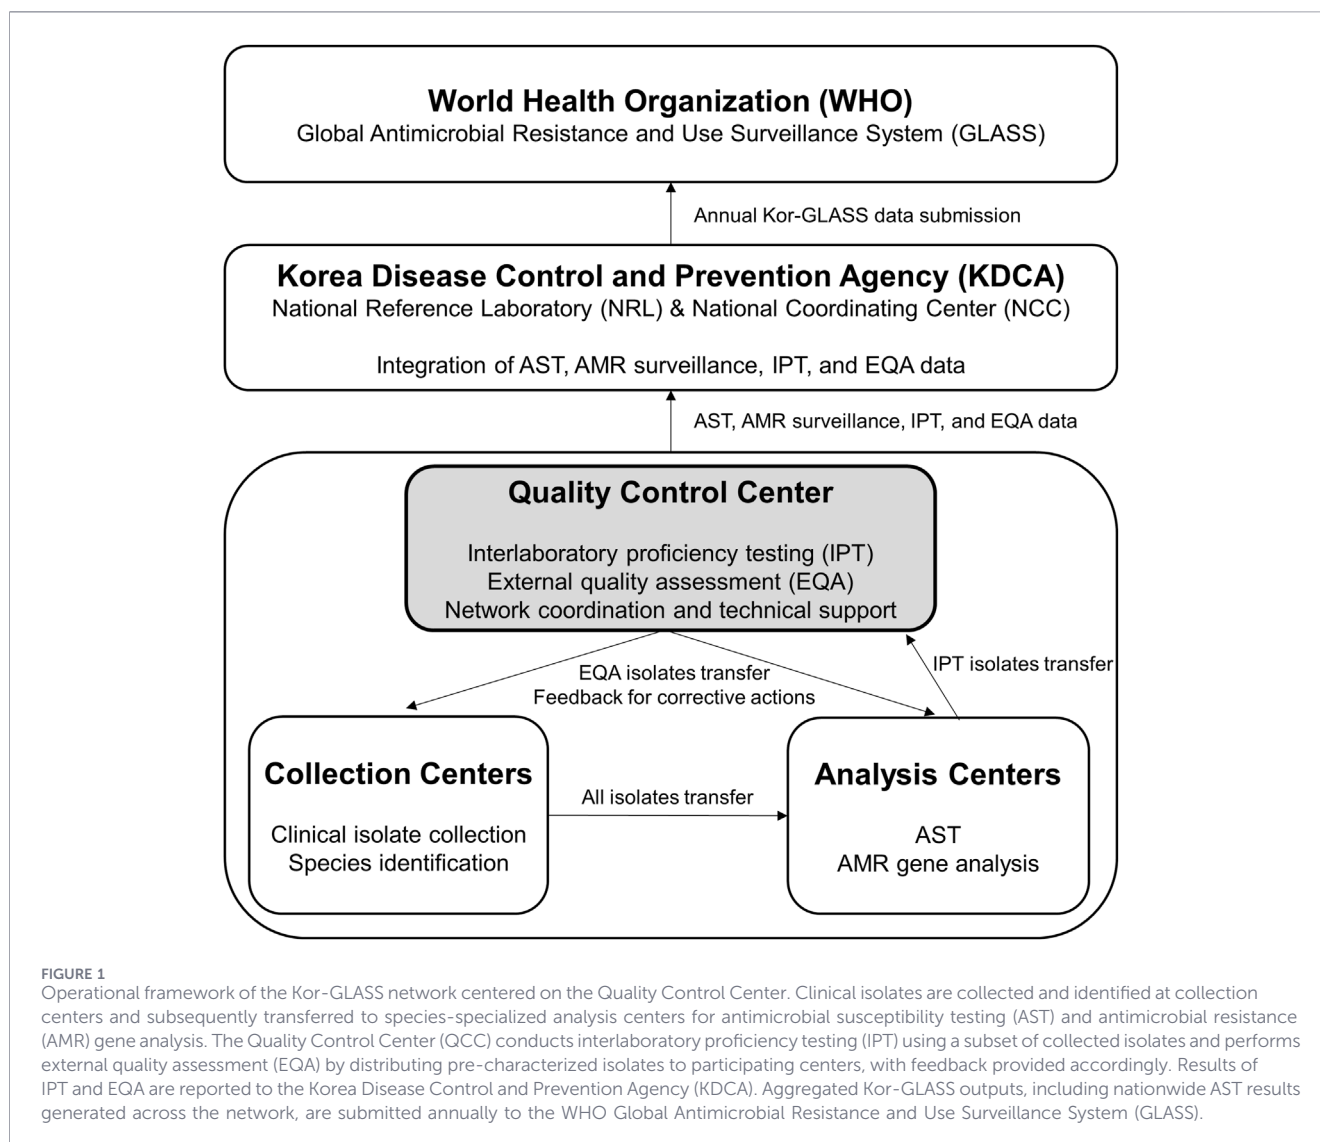 World Health Organization (WHO)
Global Antimicrobial Resistance and Use Surveillance System (GLASS)
Annual Kor-GLASS data submission
Korea Disease Control and Prevention Agency (KDCA)
National Reference Laboratory (NRL) & National Coordinating Center (NCC)
Integration of AST, AMR surveillance, IPT, and EQA data
AST, AMR surveillance, IPT, and EQA data
Quality Control Center
Interlaboratory proficiency testing (IPT)
External quality assessment (EQA)
Network coordination and technical support
EQA isolates transfer
Feedback for corrective actions
IPT isolates transfer
Collection Centers
Clinical isolate collection
Species identification
All isolates transfer
Analysis Centers
AST
AMR gene analysis
FIGURE 1
Operational framework of the Kor-GLASS network centered on the Quality Control Center. Clinical isolates are collected and identified at collection
centers and subsequently transferred to species-specialized analysis centers for antimicrobial susceptibility testing (AST) and antimicrobial resistance
(AMR) gene analysis. The Quality Control Center (QCC) conducts interlaboratory proficiency testing (IPT) using a subset of collected isolates and performs
external quality assessment (EQA) by distributing pre-characterized isolates to participating centers, with feedback provided accordingly. Results of
IPT and EQA are reported to the Korea Disease Control and Prevention Agency (KDCA). Aggregated Kor-GLASS outputs, including nationwide AST results
generated across the network, are submitted annually to the WHO Global Antimicrobial Resistance and Use Surveillance System (GLASS).